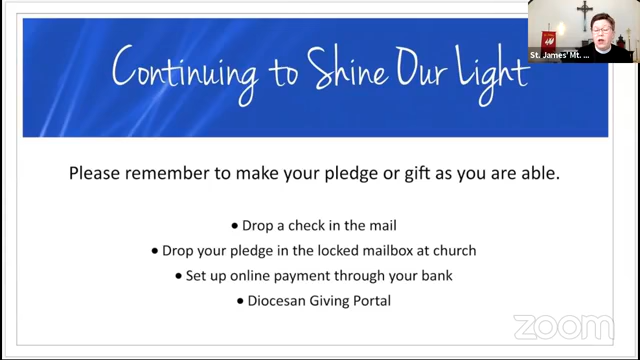 Continuing to Shine Our Light
St. James' Mt. ...
Please remember to make your pledge or gift as you are able.
● Drop a check in the mail
● Drop your pledge in the locked mailbox at church
● Set up online payment through your bank
● Diocesan Giving Portal
zoom